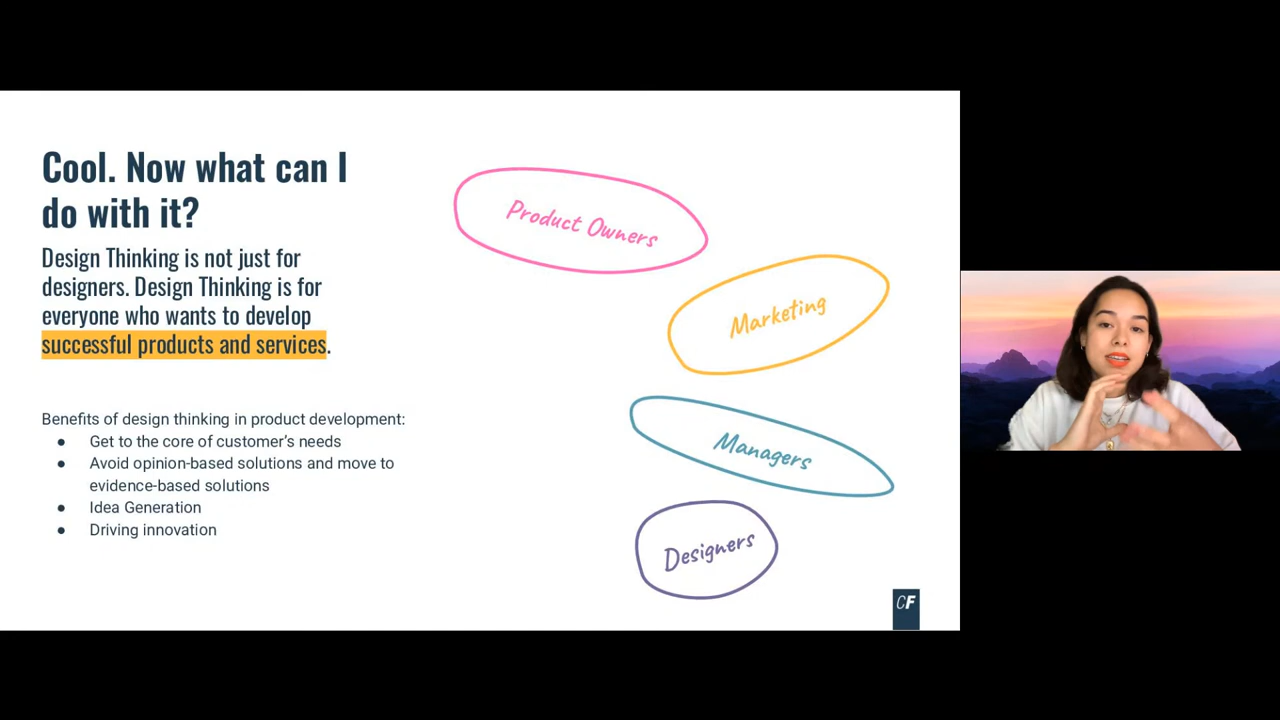 Cool. Now what can I
do with it?
Design Thinking is not just for
designers. Design Thinking is for
everyone who wants to develop
successful products and services.
Benefits of design thinking in product development:
● Get to the core of customer's needs
● Avoid opinion-based solutions and move to
evidence-based solutions
● Idea Generation
● Driving innovation
Product Owners
Marketing
Managers
Designers
CF